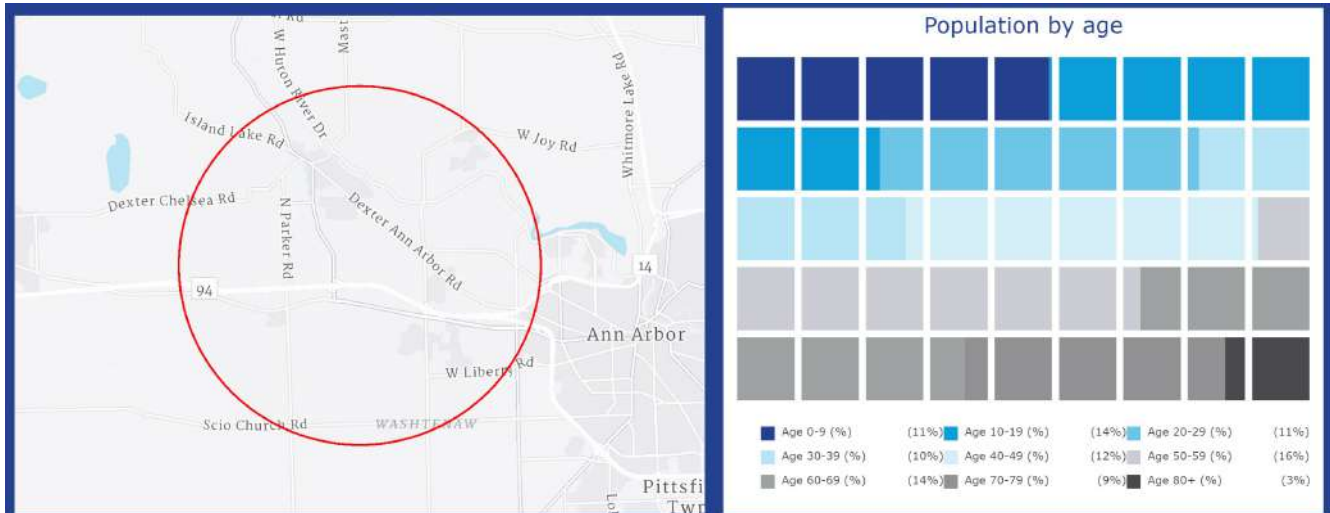 W Huron River Dr
Mast
Whitmore Lake Rd
Island Lake Rd
W Joy Rd
Dexter Chelsea Rd
N Parker Rd
Dexter Ann Arbor Rd
14
94
Ann Arbor
W Liberty Rd
Scio Church Rd
WASHTENAW
Pittsf
Twp
Population by age
Age 0-9 (%) (11%) Age 10-19 (%) (14%) Age 20-29 (%) (11%)
Age 30-39 (%) (10%) Age 40-49 (%) (12%) Age 50-59 (%) (16%)
Age 60-69 (%) (14%) Age 70-79 (%) (9%) Age 80+ (%) (3%)